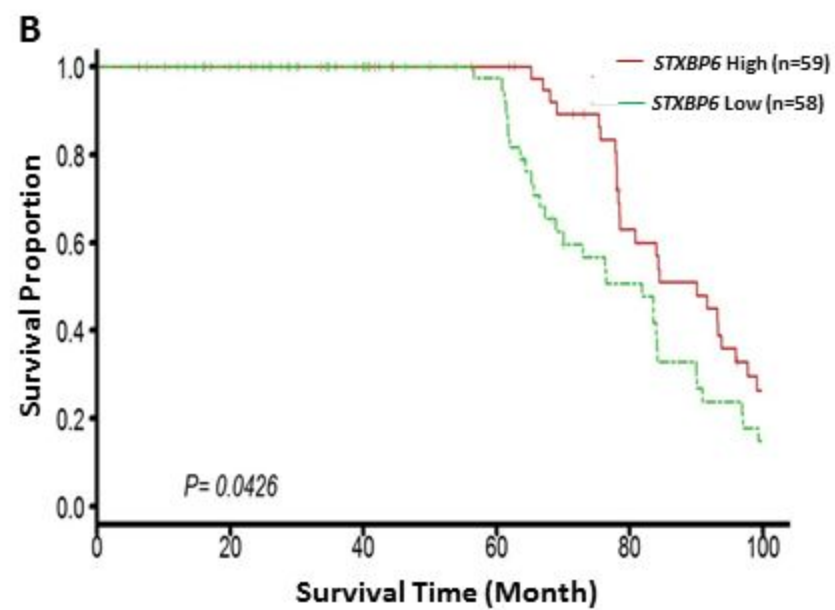 B
STXBP6 High (n=59)
STXBP6 Low (n=58)
Survival Proportion
1.0
0.8
0.6
0.4
0.2
0.0
P= 0.0426
0 20 40 60 80 100
Survival Time (Month)